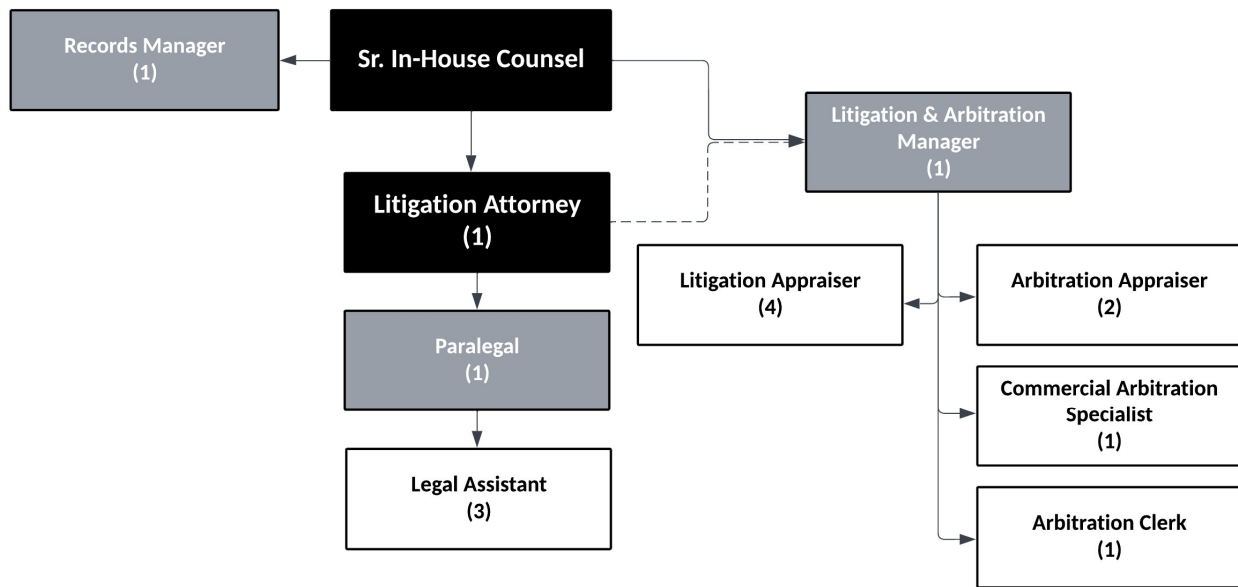 Records Manager
(1)
Sr. In-House Counsel
Litigation & Arbitration
Manager
(1)
Litigation Attorney
(1)
Litigation Appraiser
(4)
Arbitration Appraiser
(2)
Paralegal
(1)
Commercial Arbitration
Specialist
(1)
Legal Assistant
(3)
Arbitration Clerk
(1)